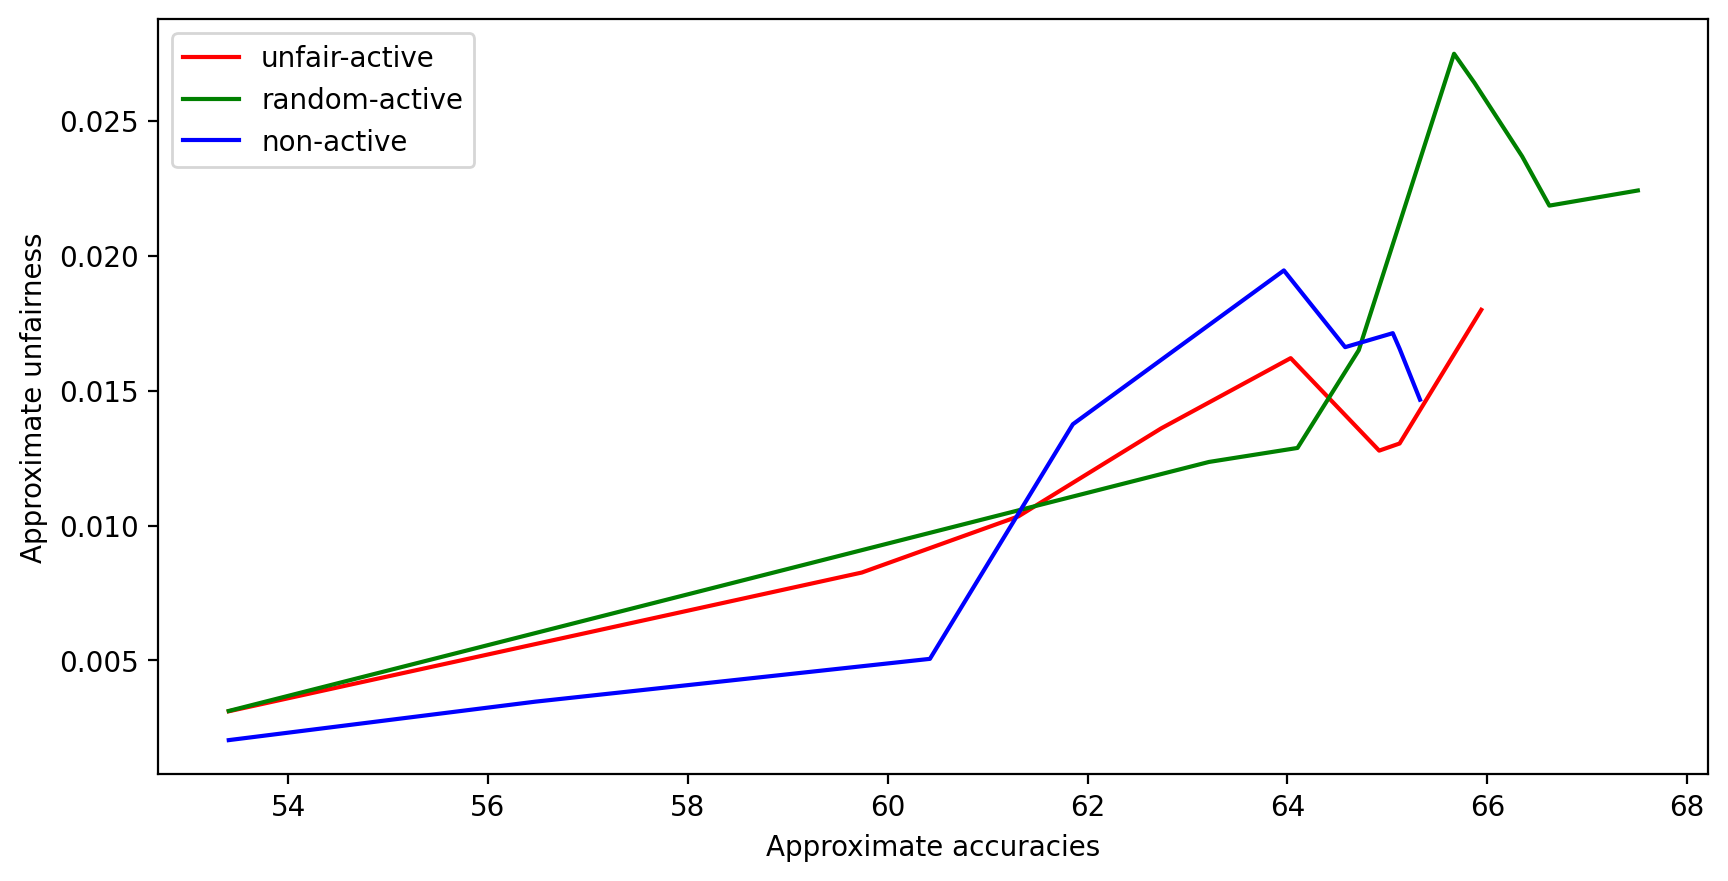 unfair-active
random-active
non-active
0.025
0.020
0.015
0.010
0.005
Approximate unfairness
54 56 58 60 62 64 66 68
Approximate accuracies